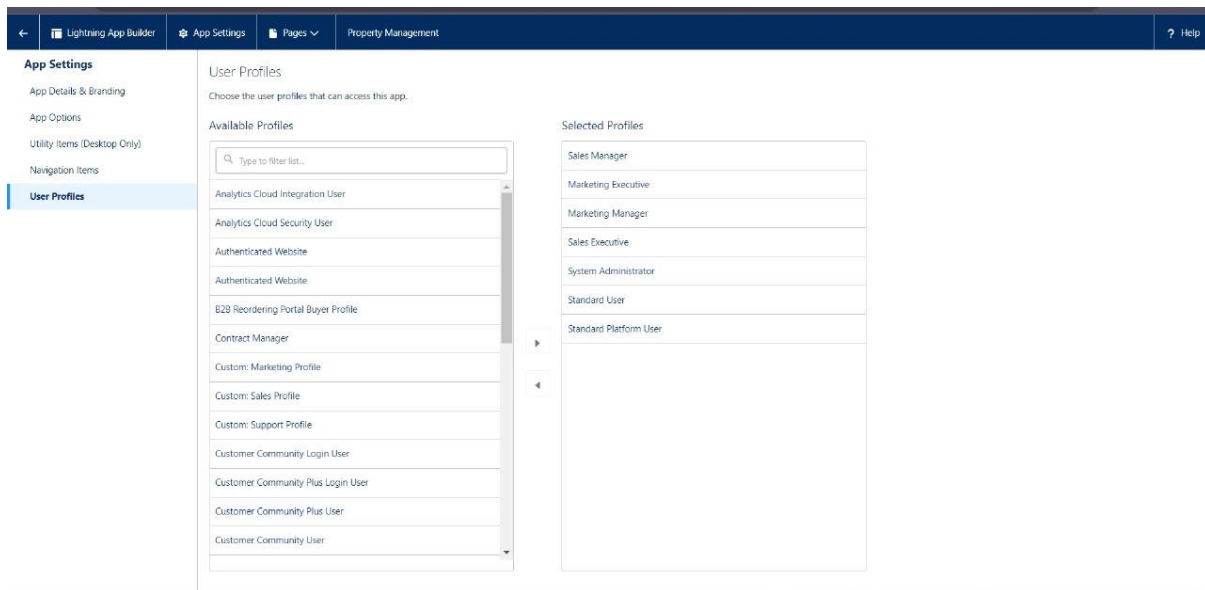 Lightning App Builder
App Settings
Pages
Property Management
? Help
App Settings
App Details & Branding
App Options
Utility Items (Desktop Only)
Navigation Items
User Profiles
User Profiles
Choose the user profiles that can access this app.
Available Profiles
Type to filter list...
Analytics Cloud Integration User
Analytics Cloud Security User
Authenticated Website
Authenticated Website
B2B Reordering Portal Buyer Profile
Contract Manager
Custom: Marketing Profile
Custom: Sales Profile
Custom: Support Profile
Customer Community Login User
Customer Community Plus Login User
Customer Community Plus User
Customer Community User
Selected Profiles
Sales Manager
Marketing Executive
Marketing Manager
Sales Executive
System Administrator
Standard User
Standard Platform User